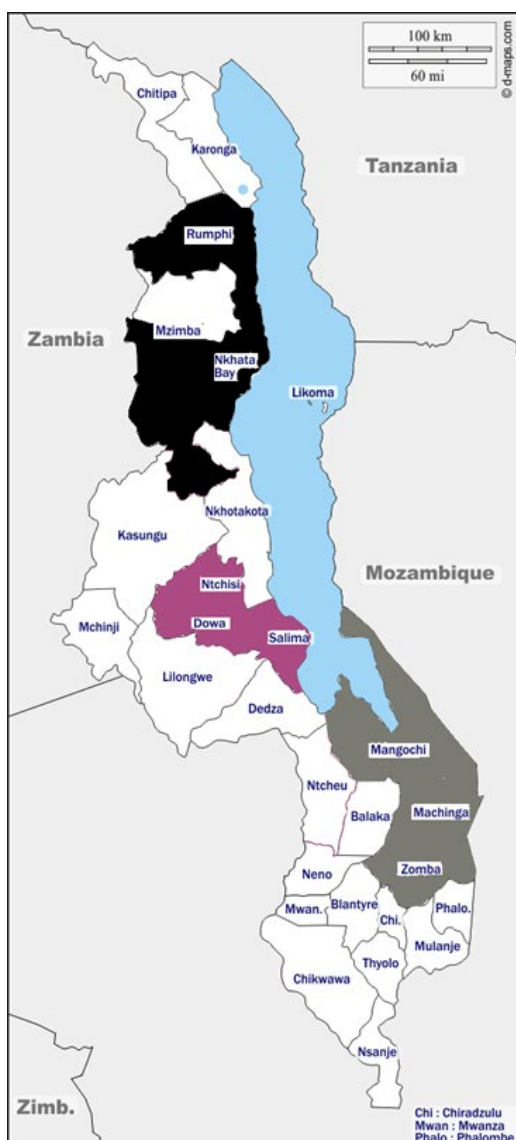 100 km
60 mi
© d-maps.com
Chitipa
Karonga
Tanzania
Rumphi
Zambia
Mzimba
Nkhata
Bay
Likoma
Nkhotakota
Kasungu
Mozambique
Ntchisi
Mchinji
Dowa
Salima
Lilongwe
Dedza
Mangochi
Ntcheu
Balaka
Machinga
Zomba
Neno
Mwan.
Blantyre
Chi.
Phalo.
Mulanje
Thyolo
Chikwawa
Nsanje
Zimb.
Chi : Chiradzulu
Mwan : Mwanza
Phalo : Phalombe